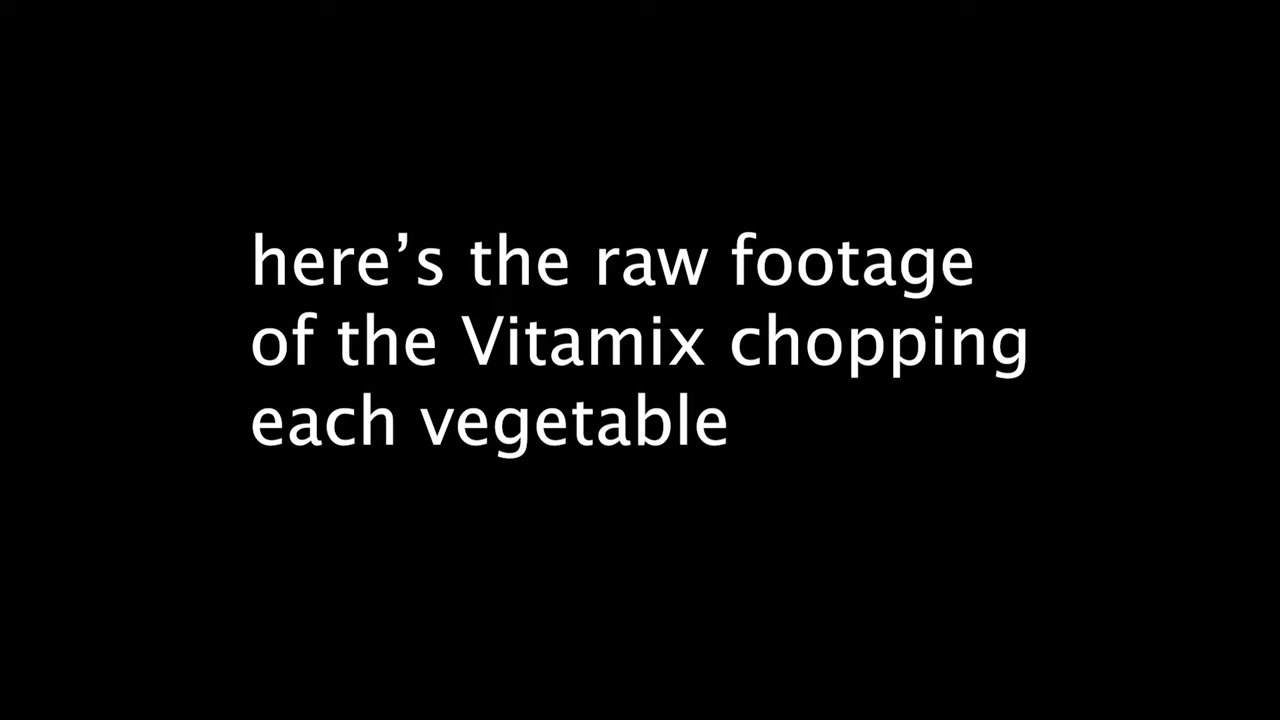 here’s the raw footage
of the Vitamix chopping
each vegetable